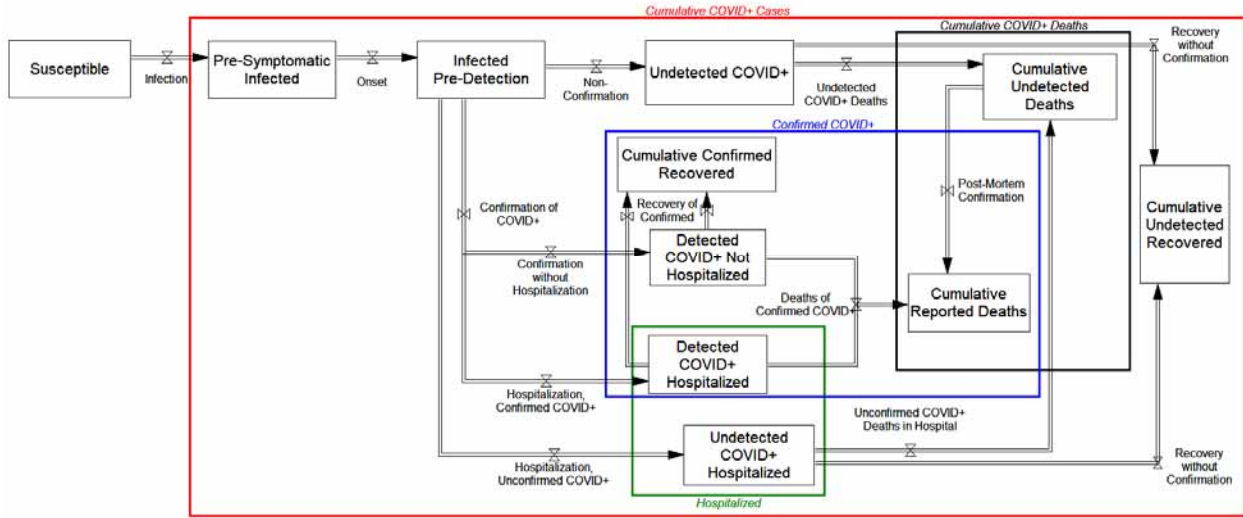 Cumulative COVID+ Cases
Cumulative COVID+ Deaths
Susceptible
Infection
Pre-Symptomatic
Infected
Onset
Infected
Pre-Detection
Non-
Confirmation
Undetected COVID+
Undetected
COVID+ Deaths
Cumulative
Undetected
Deaths
Recovery
without
Confirmation
Confirmed COVID+
Cumulative Confirmed
Recovered
Confirmation of
COVID+
Recovery of
Confirmed
Post-Mortem
Confirmation
Cumulative
Undetected
Recovered
Detected
COVID+ Not
Hospitalized
Confirmation
without
Hospitalization
Deaths of
Confirmed COVID+
Cumulative
Reported Deaths
Detected
COVID+
Hospitalized
Hospitalization,
Confirmed COVID+
Unconfirmed COVID+
Deaths in Hospital
Undetected
COVID+
Hospitalized
Hospitalization,
Unconfirmed COVID+
Recovery
without
Confirmation
Hospitalized